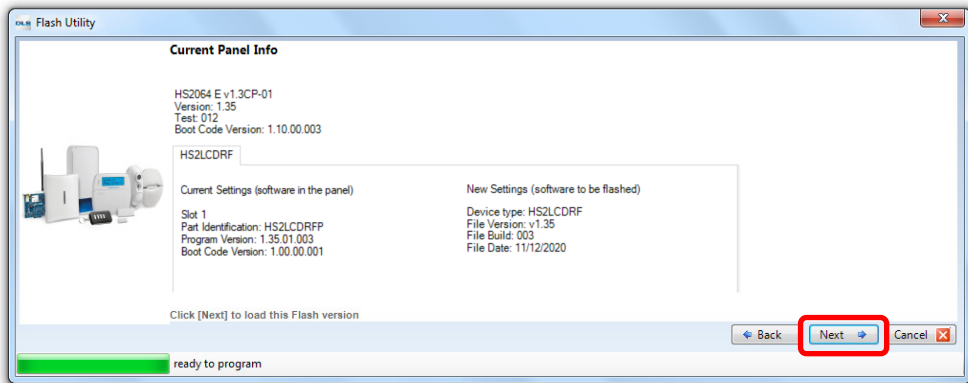 DLS Flash Utility
Current Panel Info
HS2064 E v1.3CP-01
Version: 1.35
Test: 012
Boot Code Version: 1.10.00.003
HS2LCDRF
Current Settings (software in the panel)
Slot 1
Part Identification: HS2LCDRFP
Program Version: 1.35.01.003
Boot Code Version: 1.00.00.001
New Settings (software to be flashed)
Device type: HS2LCDRF
File Version: v1.35
File Build: 003
File Date: 11/12/2020
Click [Next] to load this Flash version
Back
Next
Cancel
ready to program